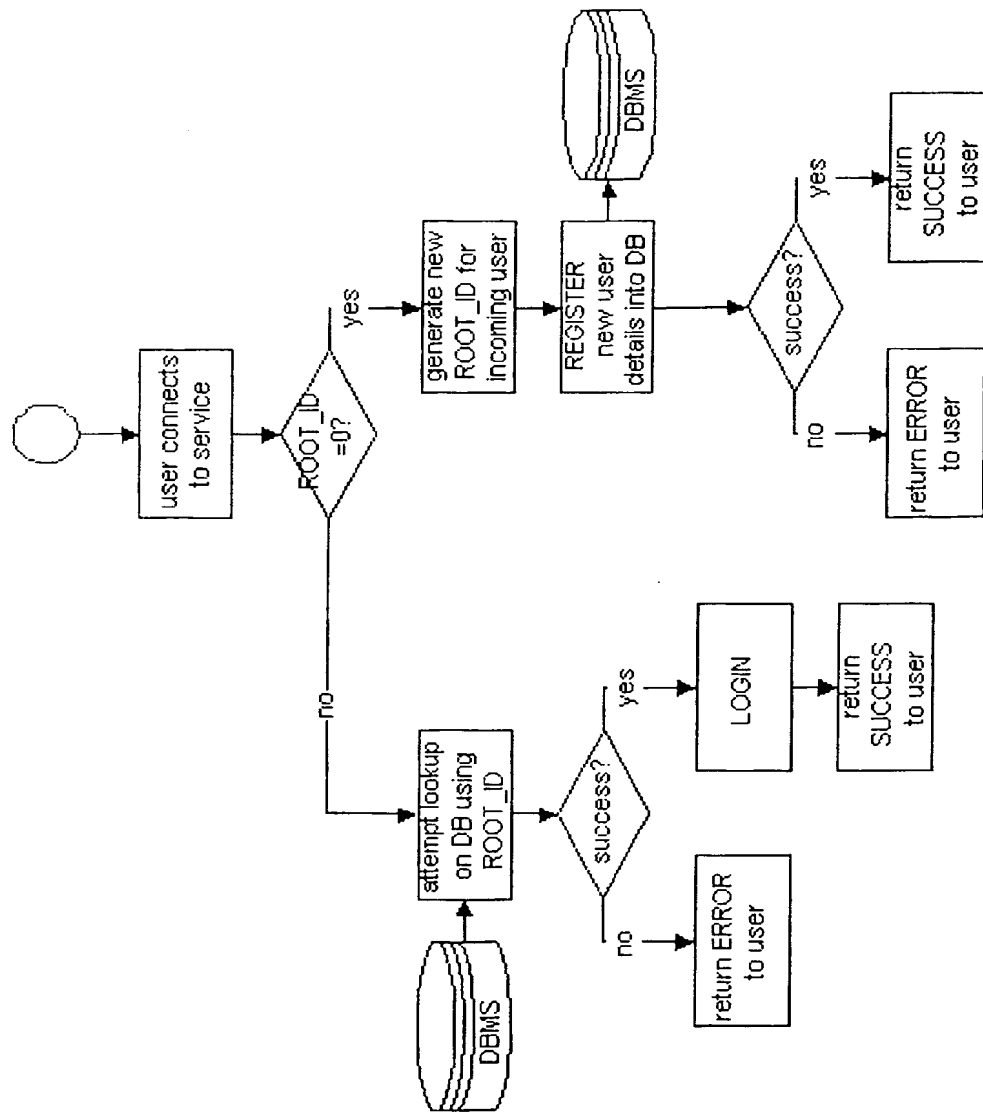 user connects
to service
ROOT_ID
=0?
no
yes
attempt lookup
on DB using
ROOT_ID
DBMS
success?
no
yes
return ERROR
to user
LOGIN
return
SUCCESS
to user
generate new
ROOT_ID for
incoming user
REGISTER
new user
details into DB
DBMS
success?
no
yes
return ERROR
to user
return
SUCCESS
to user